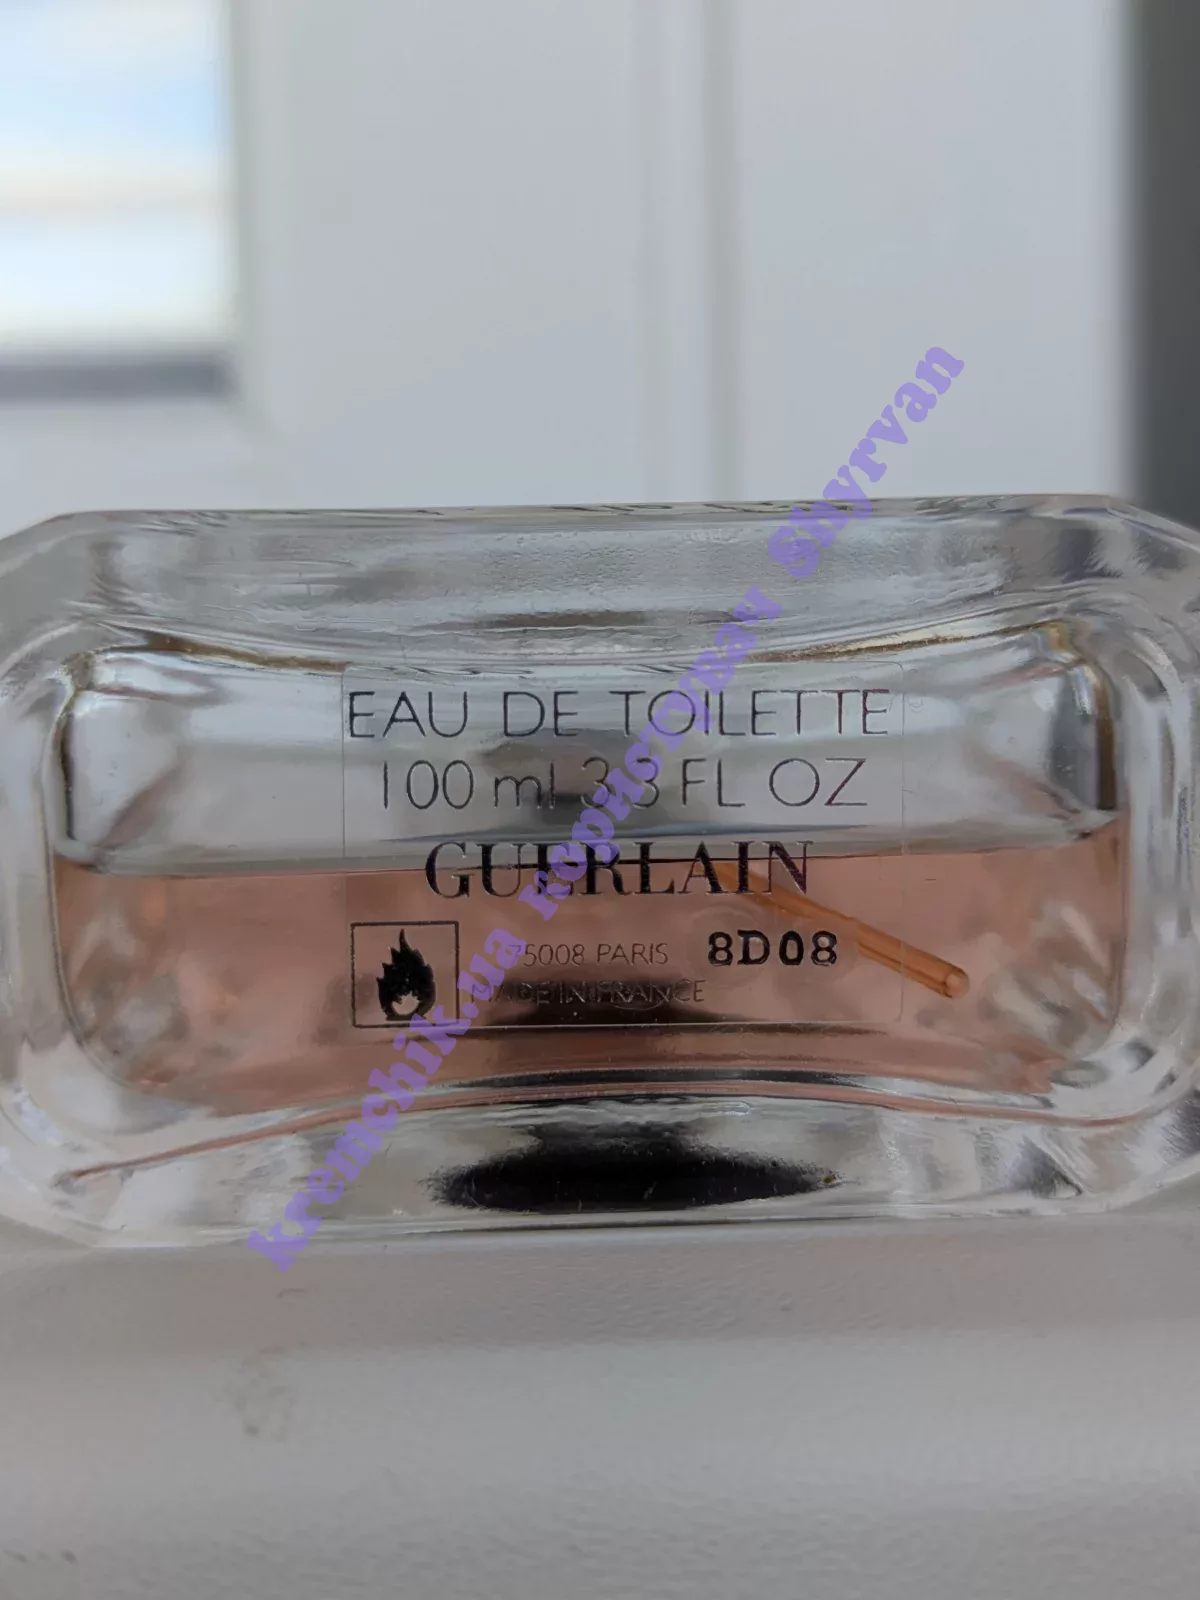 EAU DE TOILETTE
100 ml 3.3 FL OZ
GUERLAIN
75008 PARIS 8D08
MADE IN FRANCE
kremchik.ua користувач Shyrvan